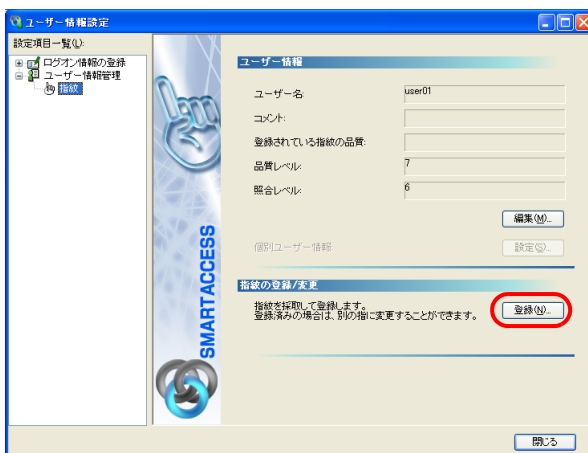 ユーザー情報設定
設定項目一覧(L):
ログオン情報の登録
ユーザー情報管理
指紋
SMARTACCESS
ユーザー情報
ユーザー名: user01
コメント:
登録されている指紋の品質:
品質レベル: 7
照合レベル: 6
編集(M)...
個別ユーザー情報 設定(S)...
指紋の登録/変更
指紋を採取して登録します。
登録済みの場合は、別の指に変更することができます。
登録(N)...
閉じる